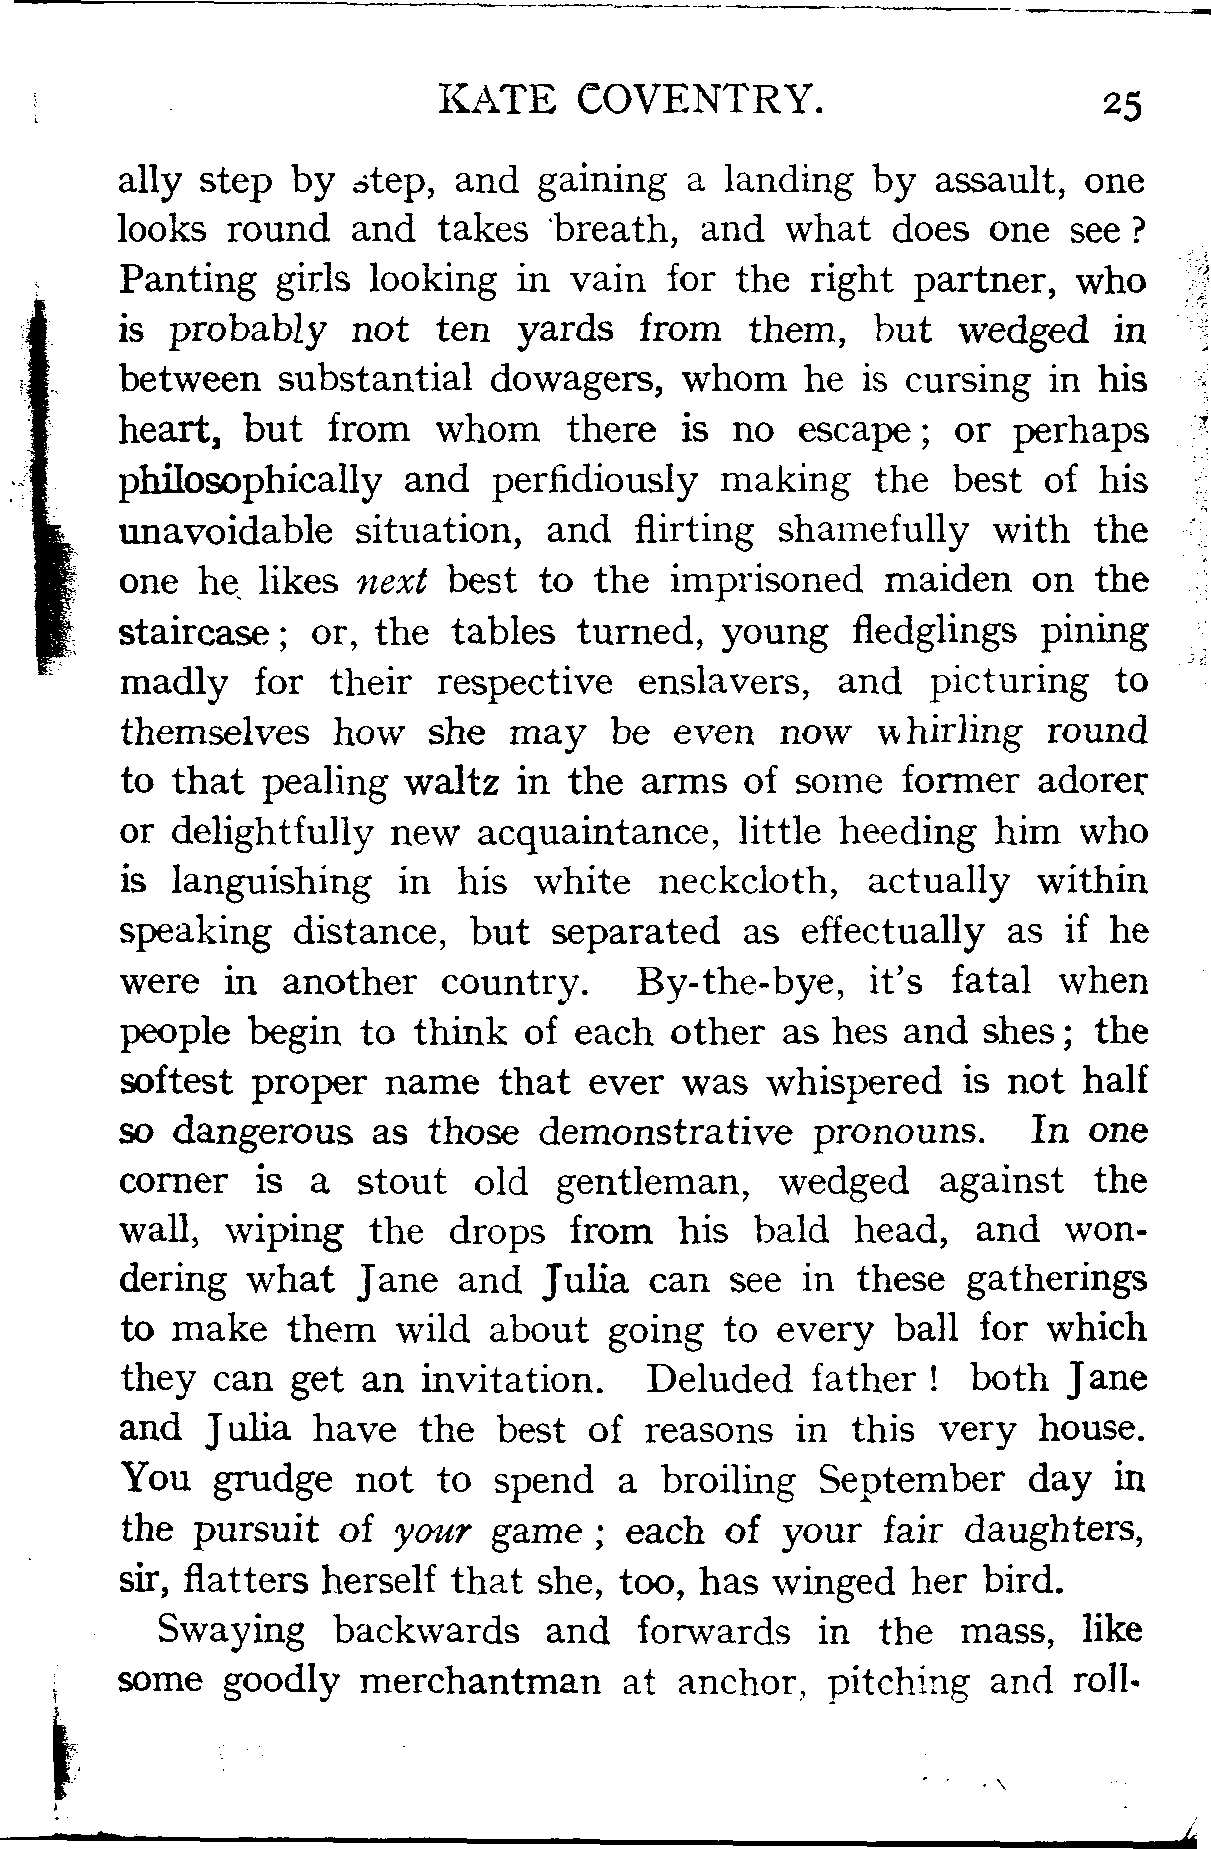 KATE COVENTRY. 25
ally step by step, and gaining a landing by assault, one
looks round and takes breath, and what does one see ?
Panting girls looking in vain for the right partner, who
is probably not ten yards from them, but wedged in
between substantial dowagers, whom he is cursing in his
heart, but from whom there is no escape ; or perhaps
philosophically and perfidiously making the best of his
unavoidable situation, and flirting shamefully with the
one he likes next best to the imprisoned maiden on the
staircase ; or, the tables turned, young fledglings pining
madly for their respective enslavers, and picturing to
themselves how she may be even now whirling round
to that pealing waltz in the arms of some former adorer
or delightfully new acquaintance, little heeding him who
is languishing in his white neckcloth, actually within
speaking distance, but separated as effectually as if he
were in another country. By-the-bye, it's fatal when
people begin to think of each other as hes and shes ; the
softest proper name that ever was whispered is not half
so dangerous as those demonstrative pronouns. In one
corner is a stout old gentleman, wedged against the
wall, wiping the drops from his bald head, and won-
dering what Jane and Julia can see in these gatherings
to make them wild about going to every ball for which
they can get an invitation. Deluded father ! both Jane
and Julia have the best of reasons in this very house.
You grudge not to spend a broiling September day in
the pursuit of your game ; each of your fair daughters,
sir, flatters herself that she, too, has winged her bird.
Swaying backwards and forwards in the mass, like
some goodly merchantman at anchor, pitching and roll-